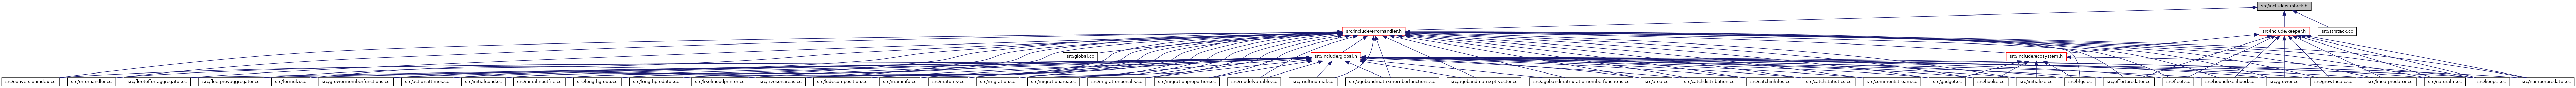 src/include/strstack.h
src/include/errorhandler.h
src/include/keeper.h
src/strstack.cc
src/global.cc
src/include/global.h
src/include/ecosystem.h
src/conversionindex.cc
src/errorhandler.cc
src/fleeteffortaggregator.cc
src/fleetpreyaggregator.cc
src/formula.cc
src/growermemberfunctions.cc
src/actionattimes.cc
src/initialcond.cc
src/initialinputfile.cc
src/lengthgroup.cc
src/lengthpredator.cc
src/likelihoodprinter.cc
src/livesonareas.cc
src/ludecomposition.cc
src/maininfo.cc
src/maturity.cc
src/migration.cc
src/migrationarea.cc
src/migrationpenalty.cc
src/migrationproportion.cc
src/modelvariable.cc
src/multinomial.cc
src/agebandmatrixmemberfunctions.cc
src/agebandmatrixptrvector.cc
src/agebandmatrixratiomemberfunctions.cc
src/area.cc
src/catchdistribution.cc
src/catchinkilos.cc
src/catchstatistics.cc
src/commentstream.cc
src/gadget.cc
src/hooke.cc
src/initialize.cc
src/bfgs.cc
src/effortpredator.cc
src/fleet.cc
src/boundlikelihood.cc
src/grower.cc
src/growthcalc.cc
src/linearpredator.cc
src/naturalm.cc
src/keeper.cc
src/numberpredator.cc